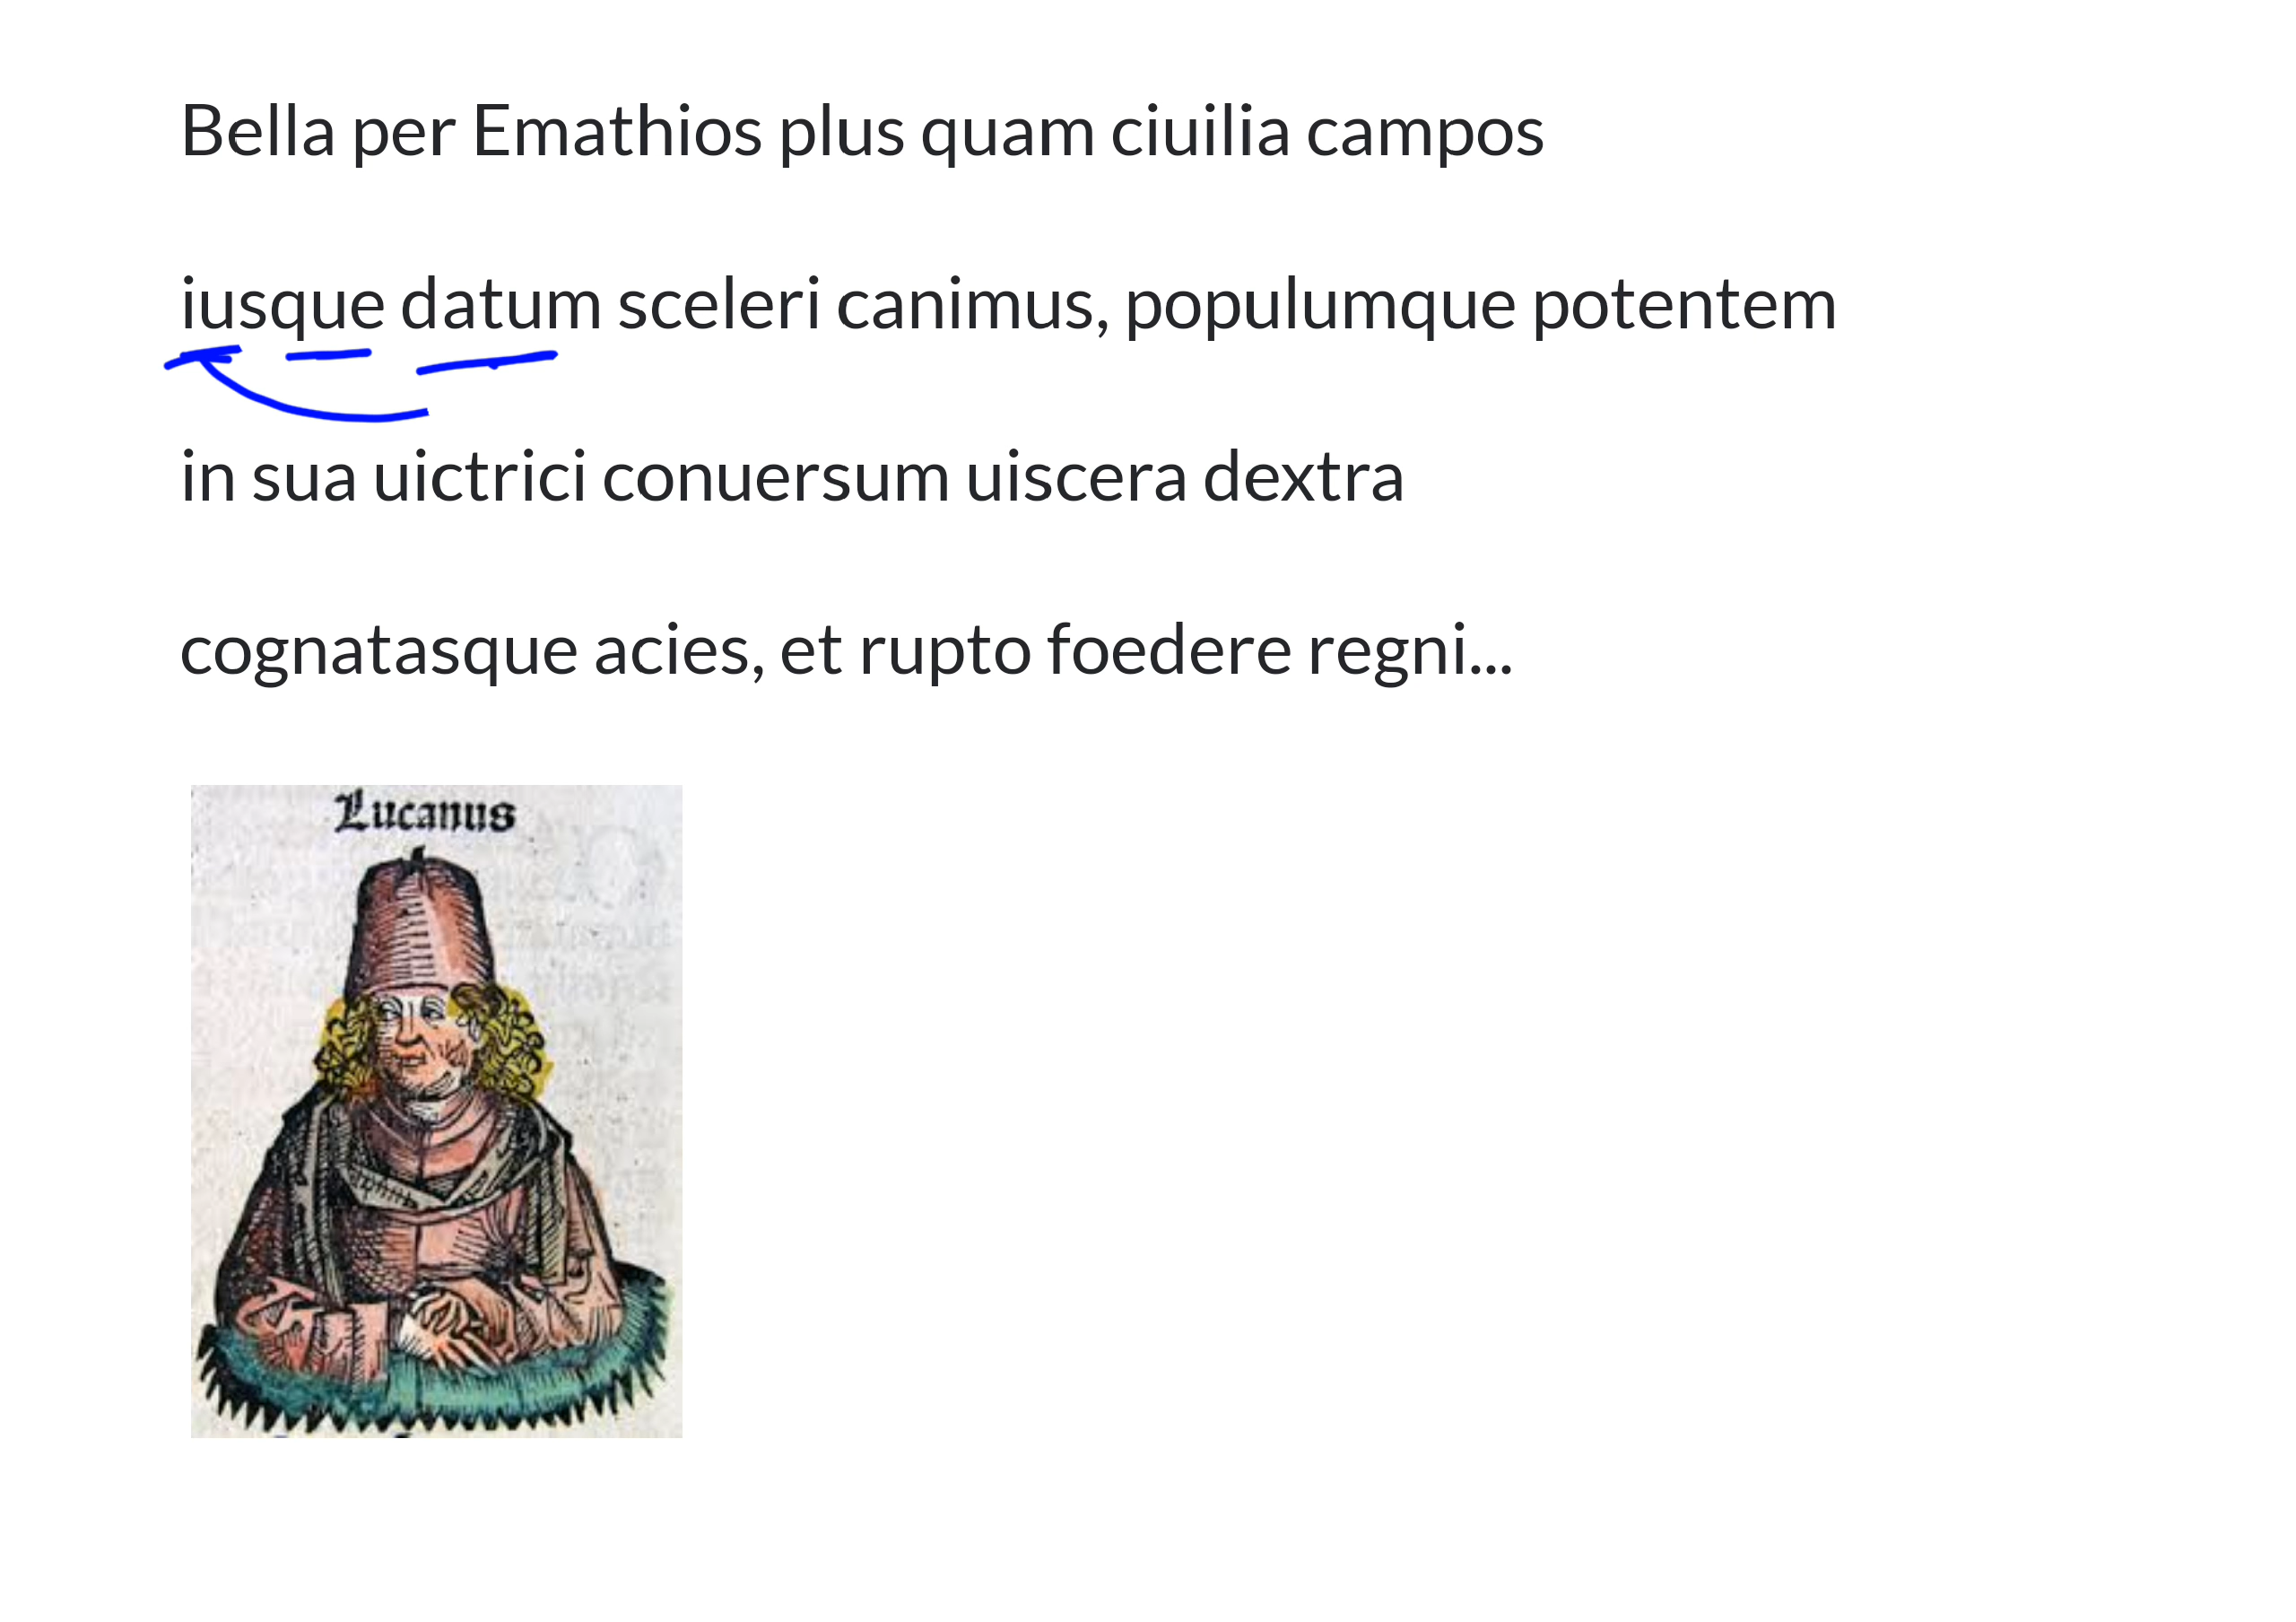 Bella per Emathios plus quam ciuilia campos
iusque datum sceleri canimus, populumque potentem
in sua uictrici conuersum uiscera dextra
cognatasque acies, et rupto foedere regni...
Lucanus